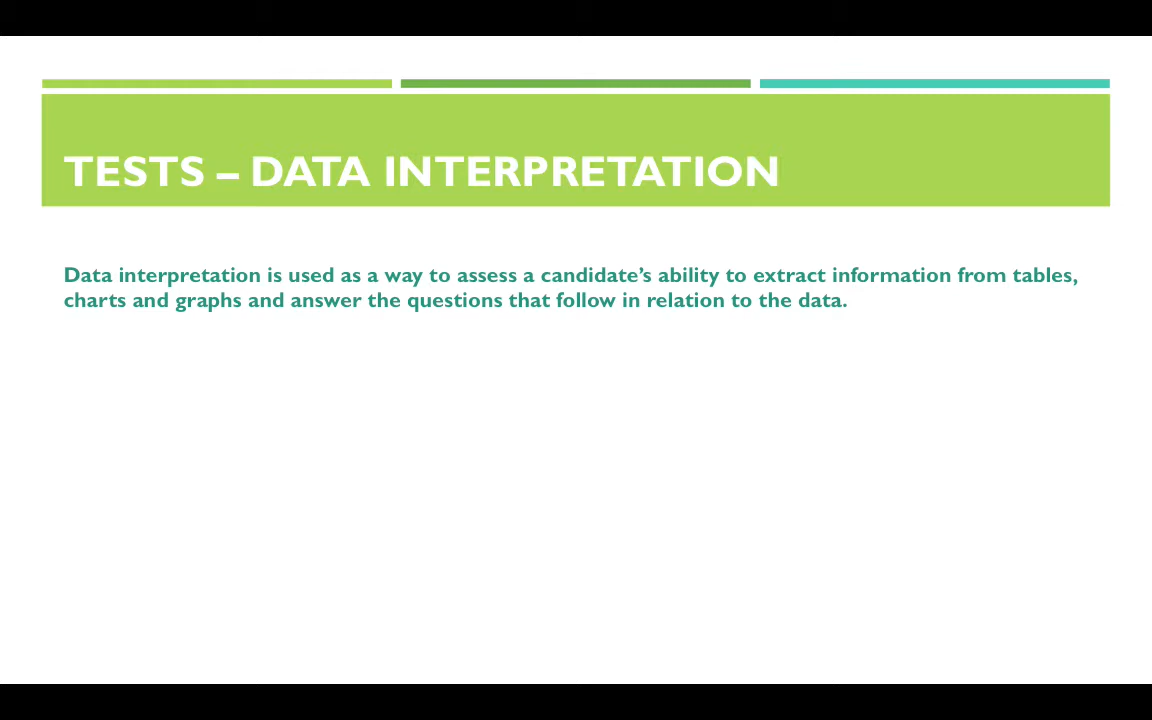 TESTS – DATA INTERPRETATION
Data interpretation is used as a way to assess a candidate’s ability to extract information from tables,
charts and graphs and answer the questions that follow in relation to the data.